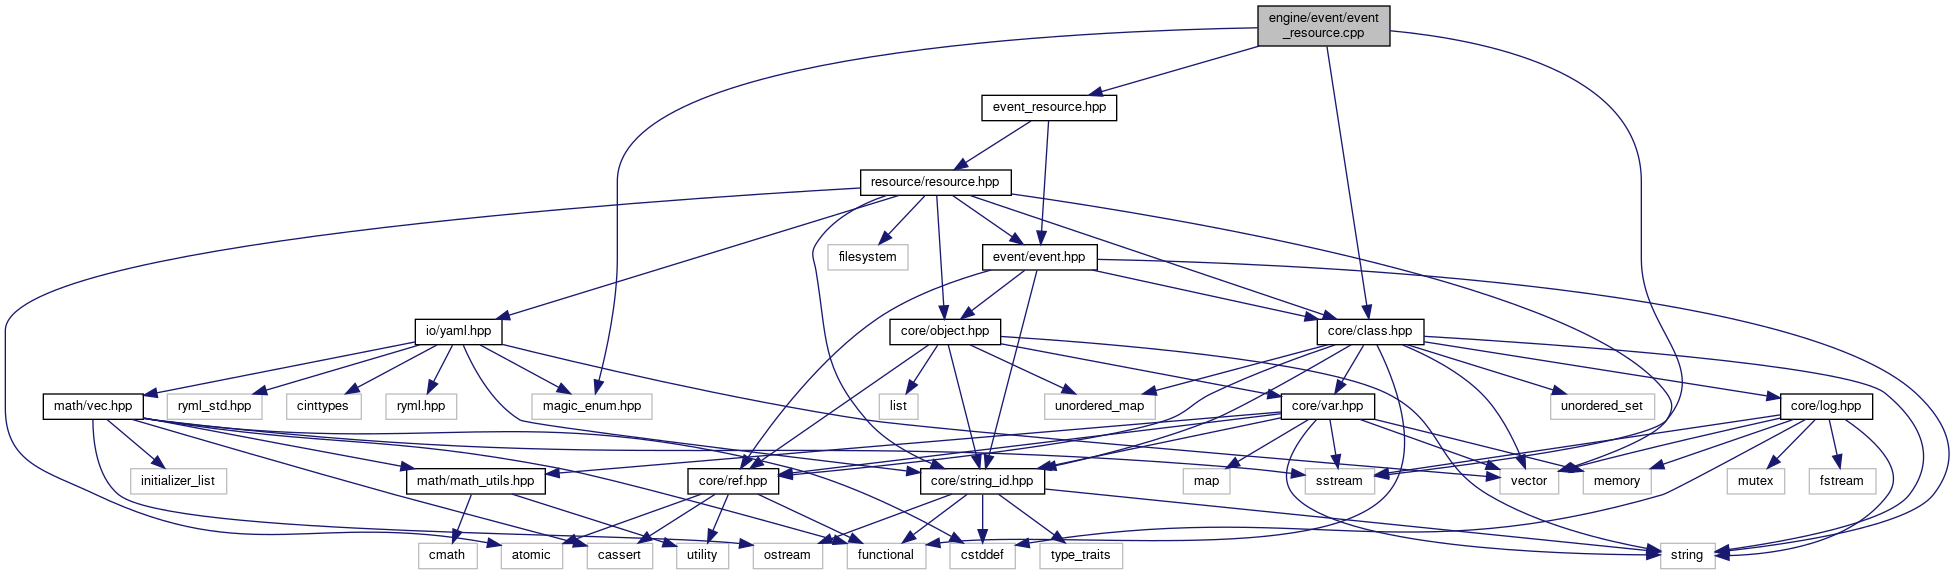 engine/event/event
_resource.cpp
event_resource.hpp
resource/resource.hpp
filesystem
event/event.hpp
io/yaml.hpp
core/object.hpp
core/class.hpp
math/vec.hpp
ryml_std.hpp
cinttypes
ryml.hpp
magic_enum.hpp
list
unordered_map
core/var.hpp
unordered_set
core/log.hpp
initializer_list
math/math_utils.hpp
core/ref.hpp
core/string_id.hpp
map
sstream
vector
memory
mutex
fstream
cmath
atomic
cassert
utility
ostream
functional
cstddef
type_traits
string